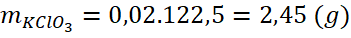 m_{KClO_3} = 0,02.122,5 = 2,45 (g)